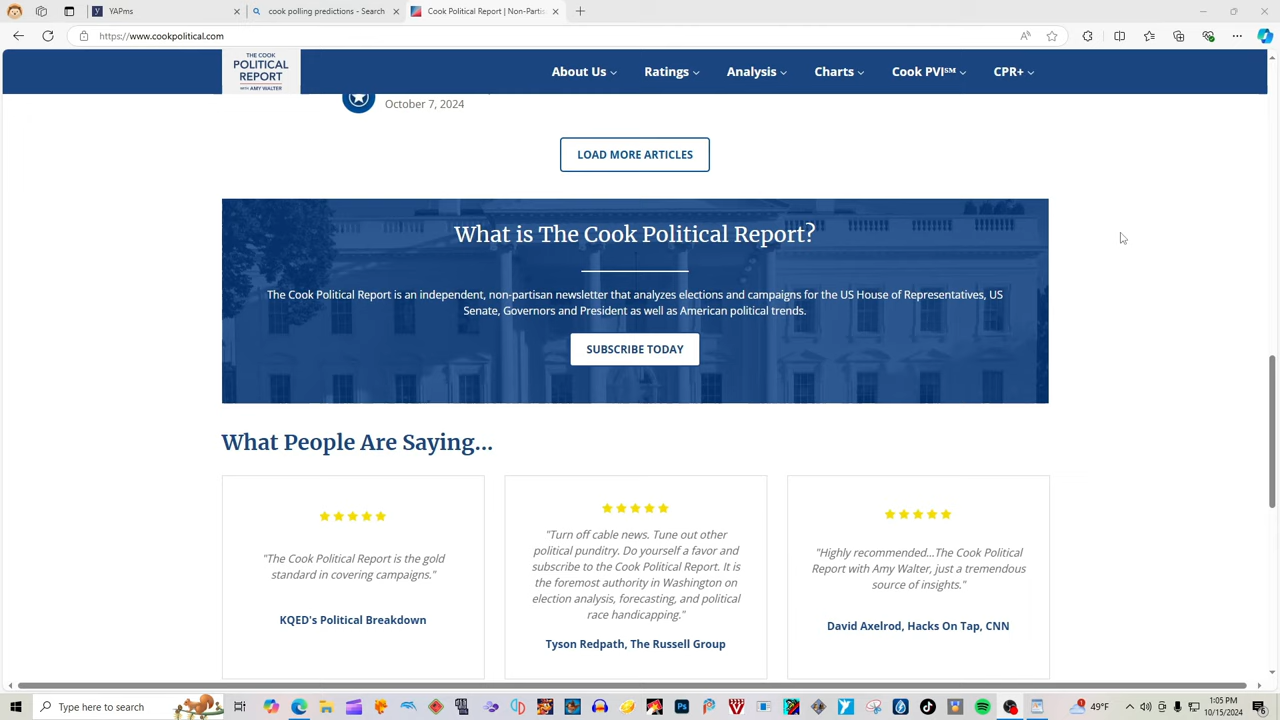 YAPms
cook polling ratings - Search
Cook Political Report | Non-Partis
https://www.cookpolitical.com
THE COOK
POLITICAL
REPORT
WITH AMY WALTER
About Us
Ratings
Analysis
Charts
Cook PVI℠
CPR+
October 7, 2024
LOAD MORE ARTICLES
What is The Cook Political Report?
The Cook Political Report is an independent, non-partisan newsletter that analyzes elections and campaigns for the US House of Representatives, US
Senate, Governors and President as well as American political trends.
SUBSCRIBE TODAY
What People Are Saying...
"The Cook Political Report is the gold
standard in covering campaigns."
KQED's Political Breakdown
"Turn off cable news. Tune out other
political punditry. Do yourself a favor and
subscribe to the Cook Political Report. It is
the foremost authority in Washington on
election analysis, forecasting, and political
race handicapping."
Tyson Redpath, The Russell Group
"Highly recommended...The Cook Political
Report with Amy Walter, just a tremendous
source of insights."
David Axelrod, Hacks On Tap, CNN
Type here to search
49°F
1:05 PM
10/15/2024